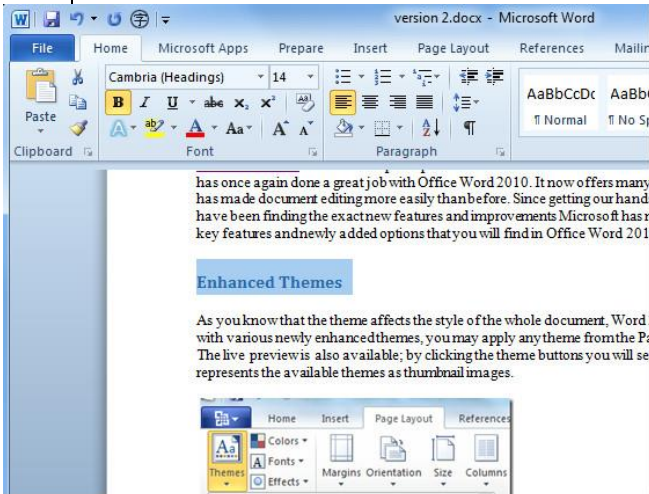 version 2.docx - Microsoft Word
File Home Microsoft Apps Prepare Insert Page Layout References
Cambria (Headings) 14
B I U abc X₂ X² Aa
A ab A Aa A A
Paste
AaBbCcDc AaBb
¶ Normal ¶ No Sp
Clipboard Font Paragraph
has once again done a great job with Office Word 2010. It now offers many
has made document editing more easily than before. Since getting our hand
have been finding the exact new features and improvements Microsoft has
key features and newly added options that you will find in Office Word 201
Enhanced Themes
As you know that the theme affects the style of the whole document, Word
with various newly enhanced themes, you may apply any theme from the Pa
The live preview is also available; by clicking the theme buttons you will se
represents the available themes as thumbnail images.
Home Insert Page Layout References
Aa Colors
A Fonts
Effects
Themes Margins Orientation Size Columns